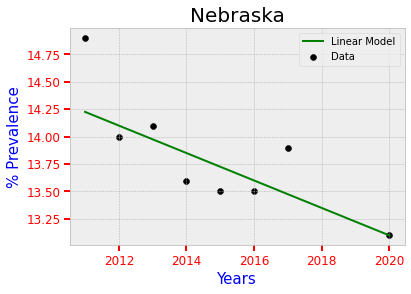 Nebraska
% Prevalence
14.75
14.50
14.25
14.00
13.75
13.50
13.25
Linear Model
Data
2012
2014
2016
2018
2020
Years